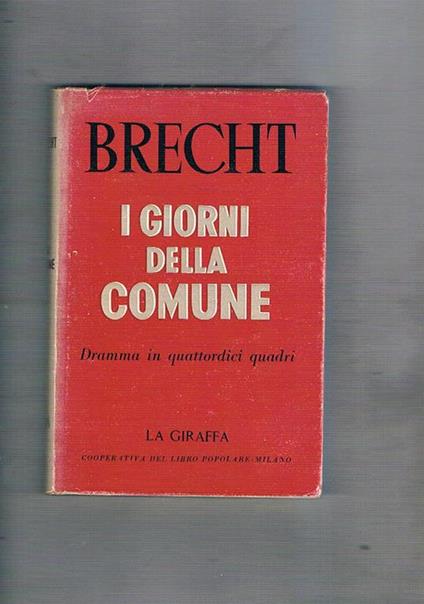 BRECHT
I GIORNI
DELLA
COMUNE
Dramma in quattordici quadri
LA GIRAFFA
COOPERATIVA DEL LIBRO POPOLARE-MILANO